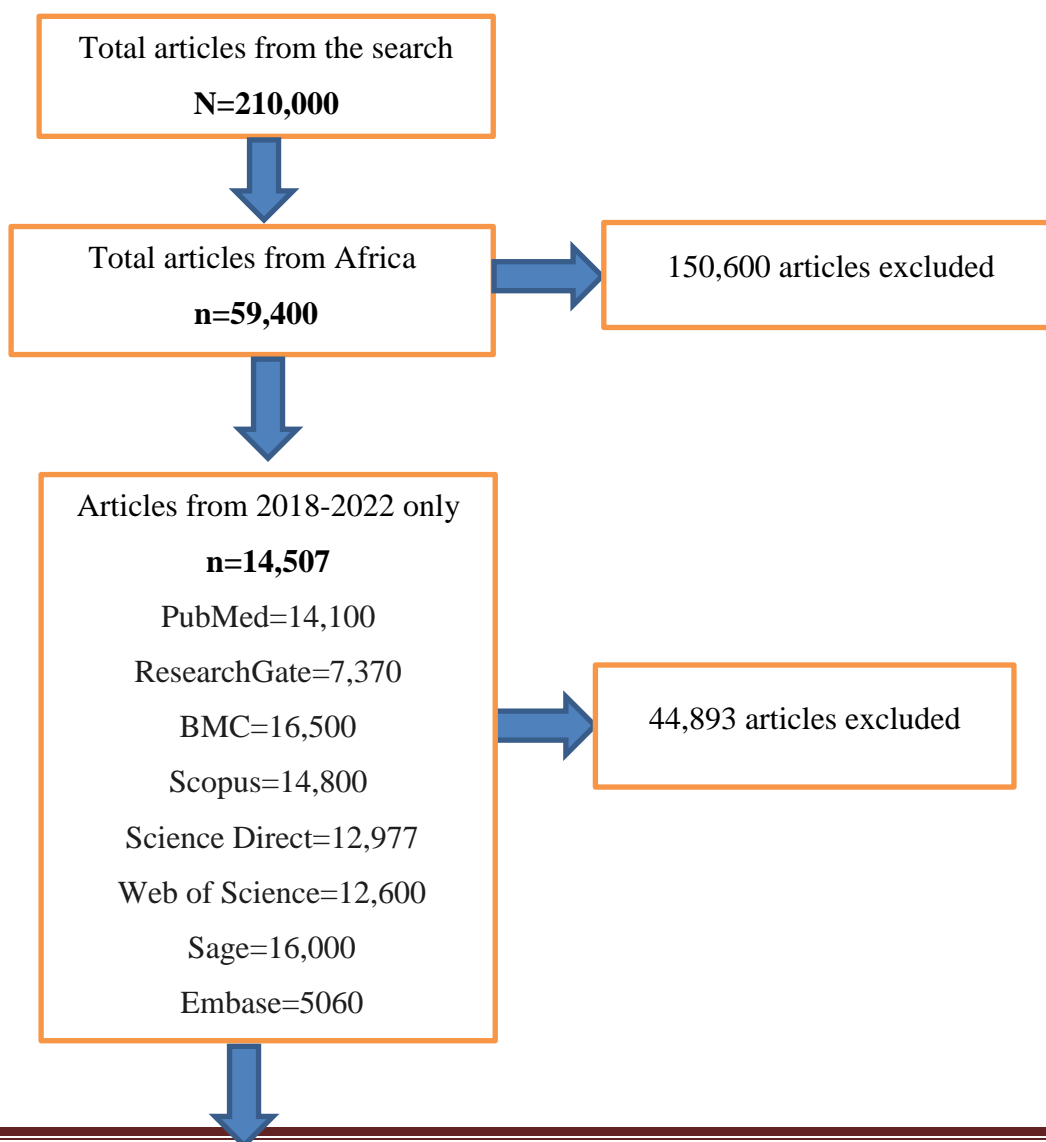 Total articles from the search
N=210,000
Total articles from Africa
n=59,400
150,600 articles excluded
Articles from 2018-2022 only
n=14,507
PubMed=14,100
ResearchGate=7,370
BMC=16,500
Scopus=14,800
Science Direct=12,977
Web of Science=12,600
Sage=16,000
Embase=5060
44,893 articles excluded